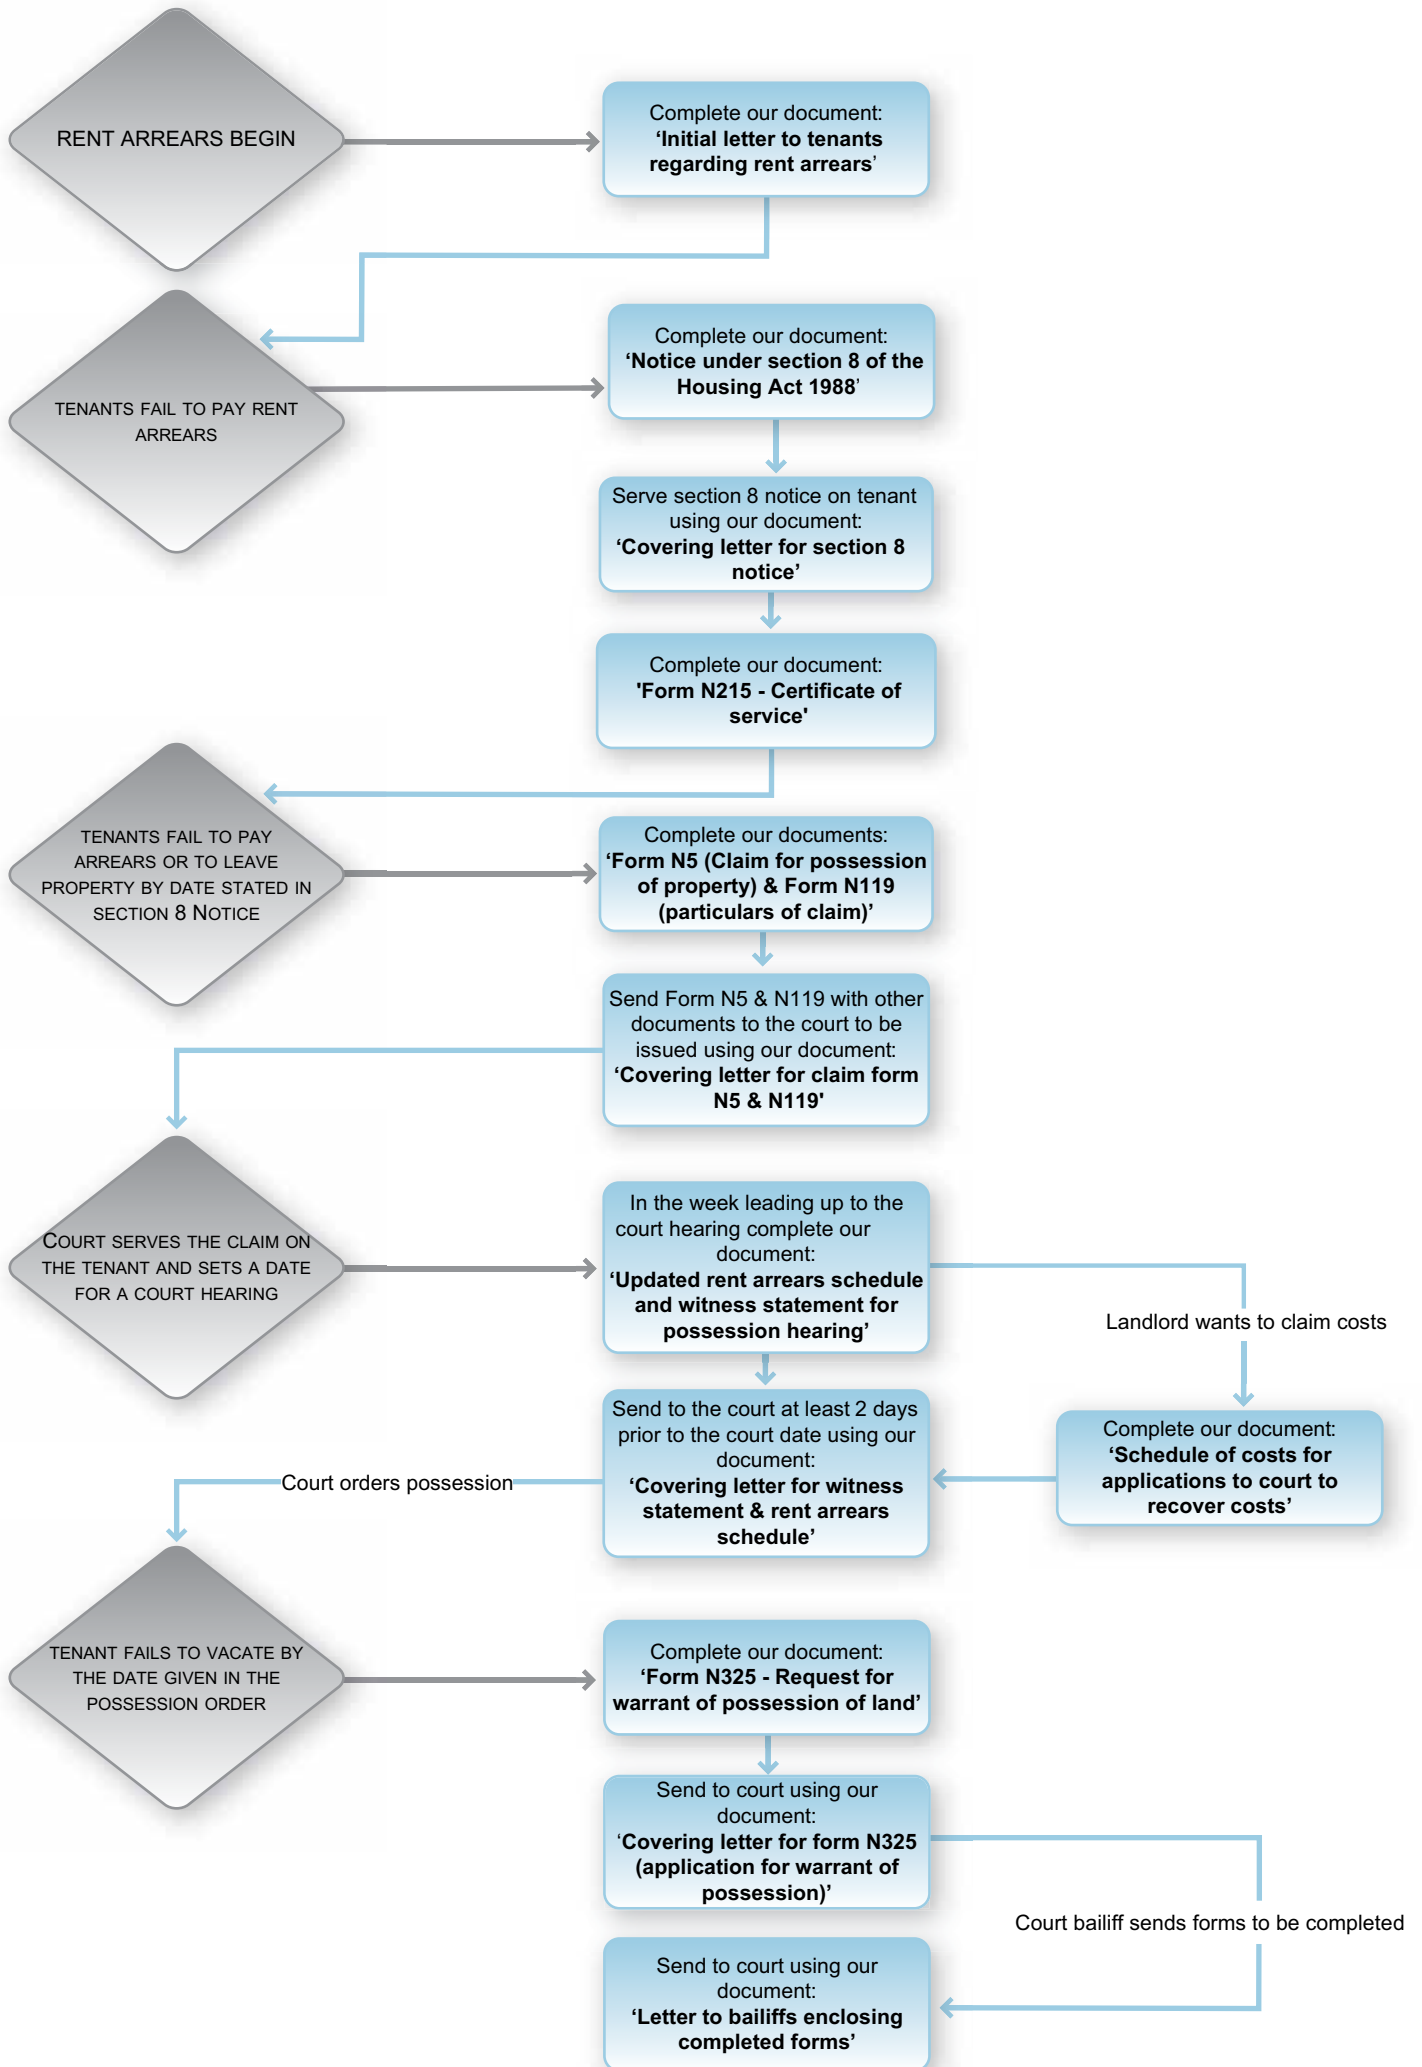 RENT ARREARS BEGIN
Complete our document:
‘Initial letter to tenants
regarding rent arrears’
TENANTS FAIL TO PAY RENT
ARREARS
Complete our document:
‘Notice under section 8 of the
Housing Act 1988’
Serve section 8 notice on tenant
using our document:
‘Covering letter for section 8
notice’
Complete our document:
'Form N215 - Certificate of
service'
TENANTS FAIL TO PAY
ARREARS OR TO LEAVE
PROPERTY BY DATE STATED IN
SECTION 8 NOTICE
Complete our documents:
‘Form N5 (Claim for possession
of property) & Form N119
(particulars of claim)’
Send Form N5 & N119 with other
documents to the court to be
issued using our document:
‘Covering letter for claim form
N5 & N119'
COURT SERVES THE CLAIM ON
THE TENANT AND SETS A DATE
FOR A COURT HEARING
In the week leading up to the
court hearing complete our
document:
‘Updated rent arrears schedule
and witness statement for
possession hearing’
Landlord wants to claim costs
Complete our document:
‘Schedule of costs for
applications to court to
recover costs’
Send to the court at least 2 days
prior to the court date using our
document:
‘Covering letter for witness
statement & rent arrears
schedule’
Court orders possession
TENANT FAILS TO VACATE BY
THE DATE GIVEN IN THE
POSSESSION ORDER
Complete our document:
‘Form N325 - Request for
warrant of possession of land’
Send to court using our
document:
‘Covering letter for form N325
(application for warrant of
possession)’
Court bailiff sends forms to be completed
Send to court using our
document:
‘Letter to bailiffs enclosing
completed forms’